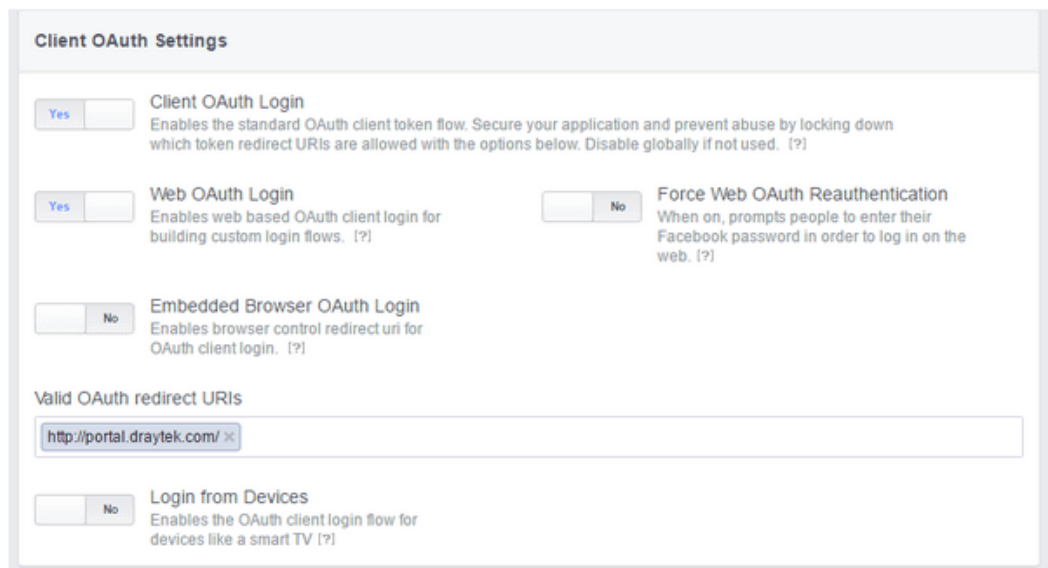 Client OAuth Settings
Yes
Client OAuth Login
Enables the standard OAuth client token flow. Secure your application and prevent abuse by locking down
which token redirect URIs are allowed with the options below. Disable globally if not used. [?]
Yes
Web OAuth Login
Enables web based OAuth client login for
building custom login flows. [?]
No
Force Web OAuth Reauthentication
When on, prompts people to enter their
Facebook password in order to log in on the
web. [?]
No
Embedded Browser OAuth Login
Enables browser control redirect uri for
OAuth client login. [?]
Valid OAuth redirect URIs
http://portal.draytek.com/ ×
No
Login from Devices
Enables the OAuth client login flow for
devices like a smart TV [?]